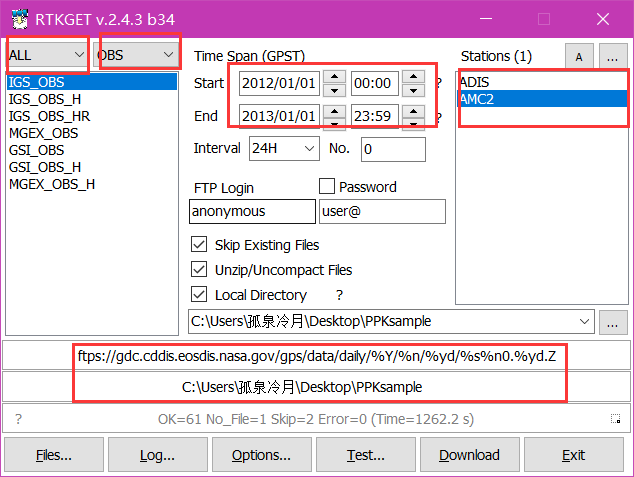 RTKGET v.2.4.3 b34
ALL OBS Time Span (GPST) Stations (1) A ...
IGS_OBS Start 2012/01/01 00:00 ? ADIS
IGS_OBS_H AMC2
IGS_OBS_HR End 2013/01/01 23:59 ?
MGEX_OBS
GSI_OBS Interval 24H No. 0
GSI_OBS_H
MGEX_OBS_H
FTP Login Password
anonymous user@
Skip Existing Files
Unzip/Uncompact Files
Local Directory ?
C:\Users\孤泉冷月\Desktop\PPKsample ...
ftps://gdc.cddis.eosdis.nasa.gov/gps/data/daily/%Y/%n/%yd/%s%n0.%yd.Z
C:\Users\孤泉冷月\Desktop\PPKsample
? OK=61 No_File=1 Skip=2 Error=0 (Time=1262.2 s)
Files... Log... Options... Test... Download Exit